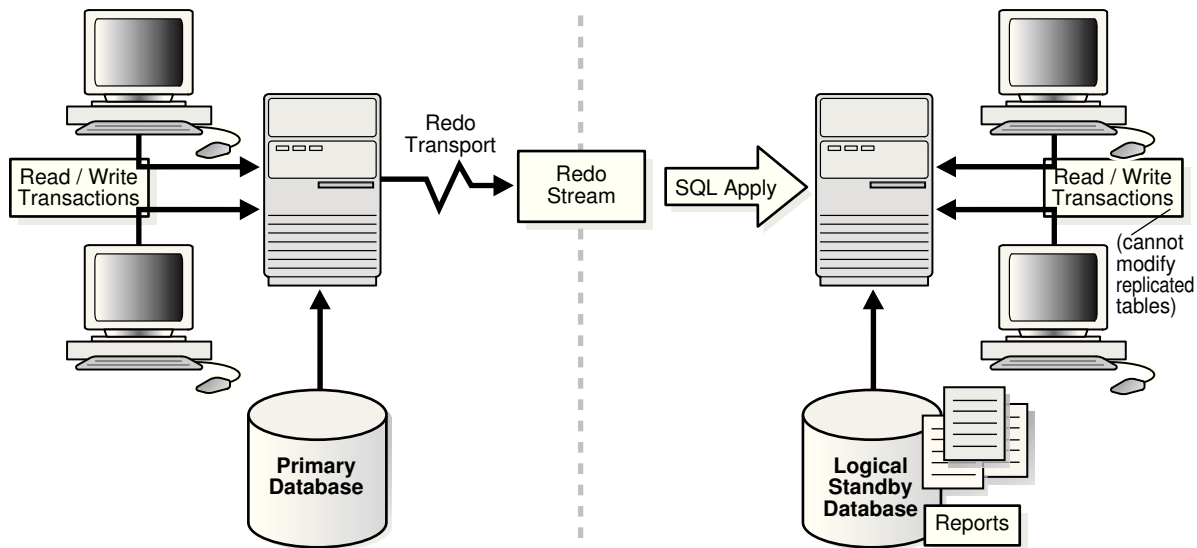 Read / Write
Transactions
Redo
Transport
Redo
Stream
SQL Apply
Read / Write
Transactions
(cannot
modify
replicated
tables)
Primary
Database
Logical
Standby
Database
Reports